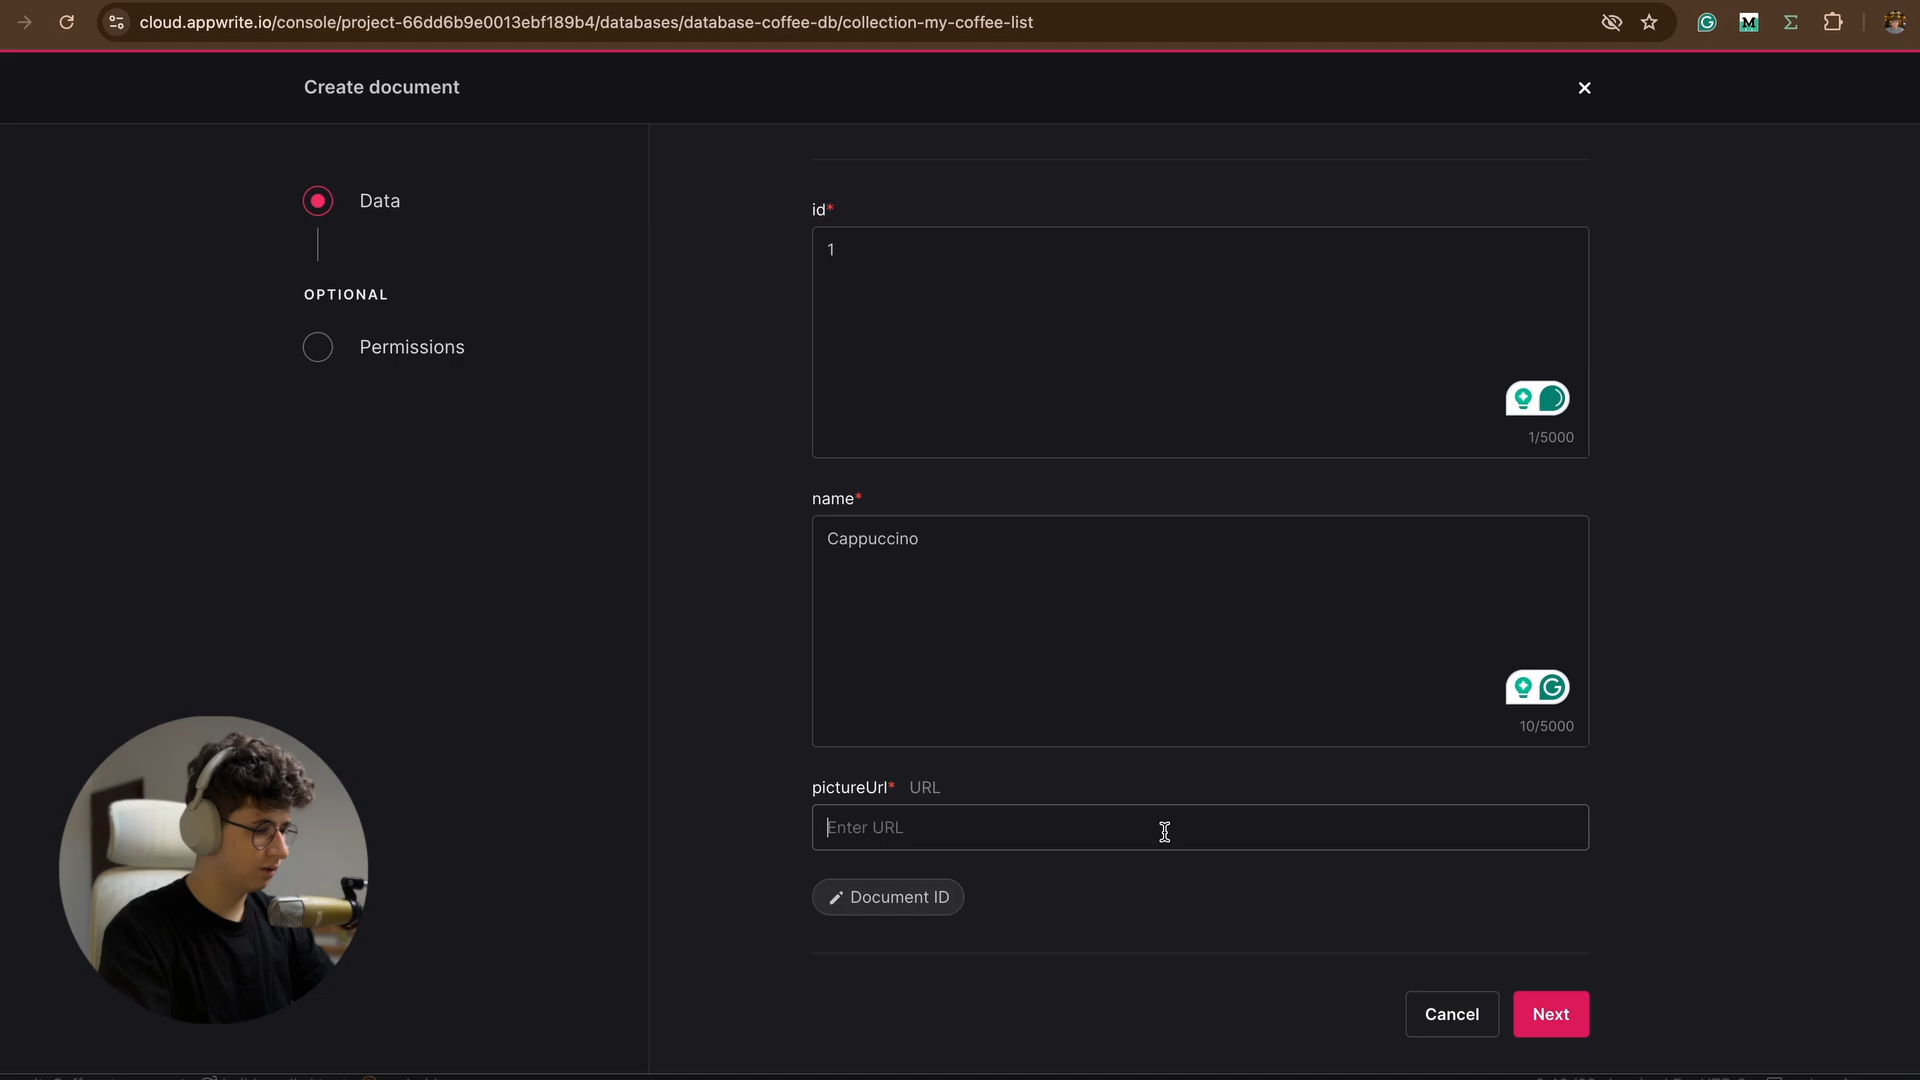 cloud.appwrite.io/console/project-66dd6b9e0013ebf189b4/databases/database-coffee-db/collection-my-coffee-list
Create document
Data
OPTIONAL
Permissions
id*
1
1/5000
name*
Cappuccino
10/5000
pictureUrl* URL
Enter URL
Document ID
Cancel
Next